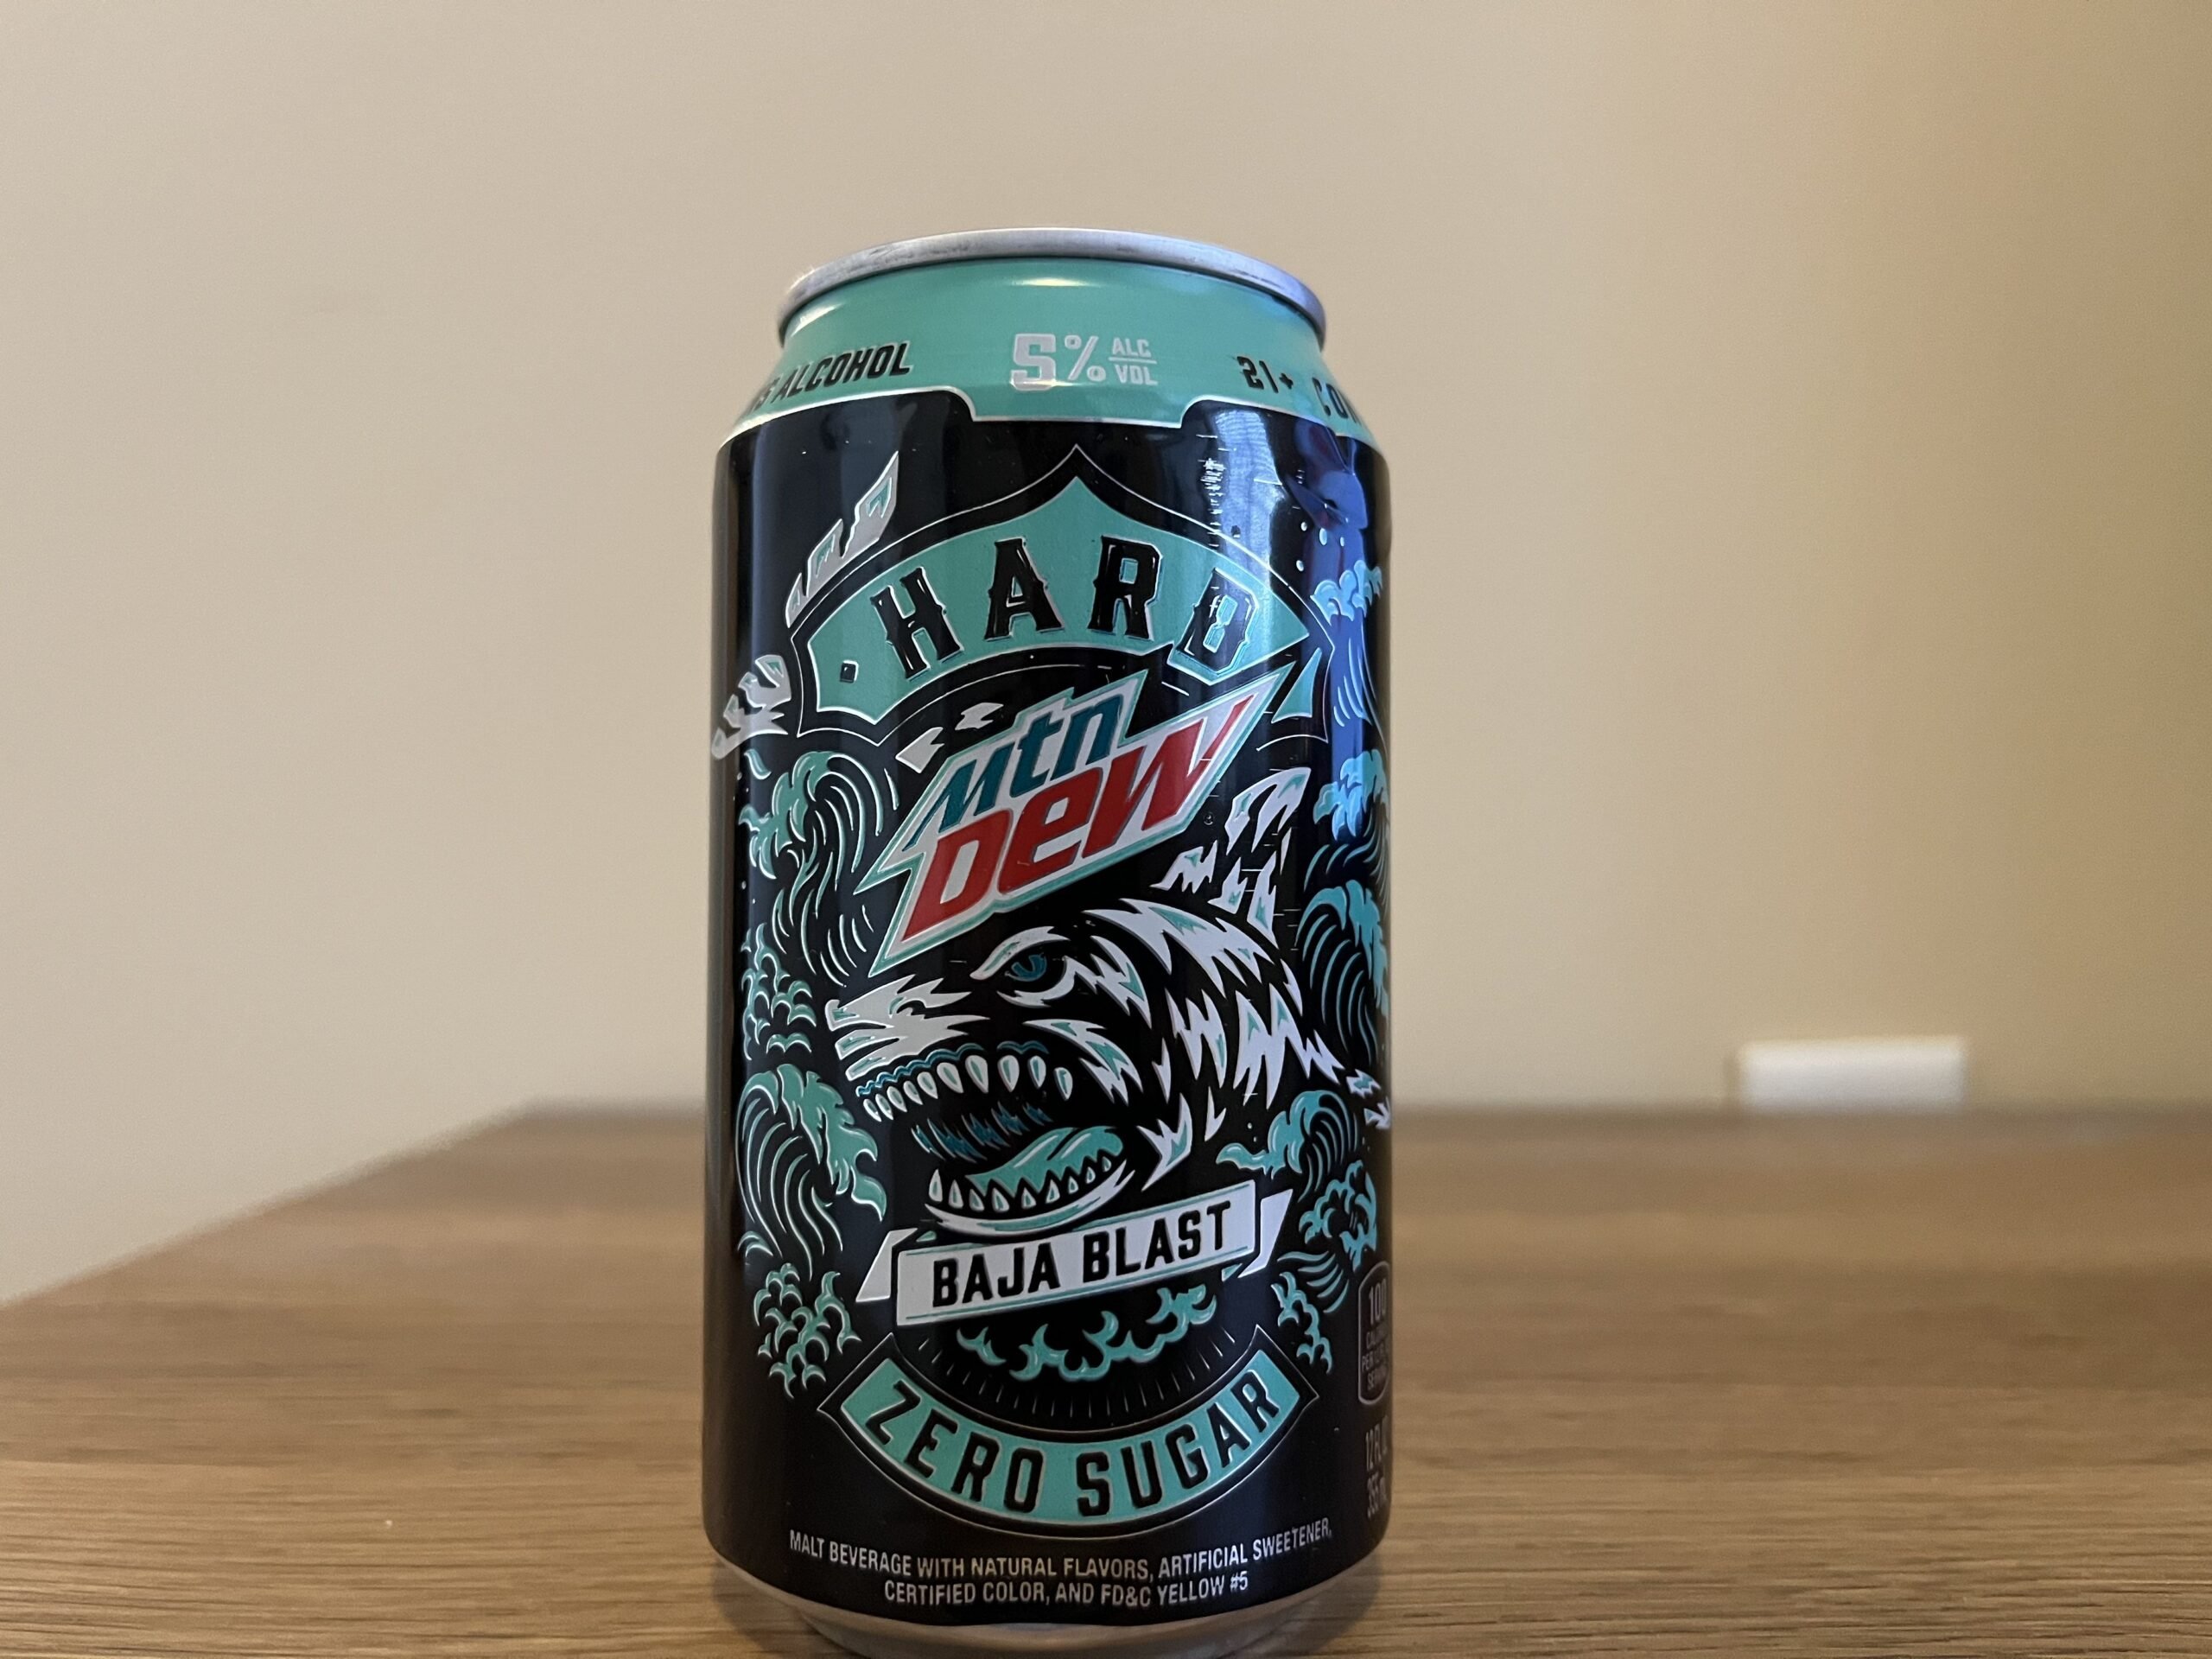 ALCOHOL
5% ALC
VOL
21+
HARD
Mtn
Dew
BAJA BLAST
100
ZERO SUGAR
MALT BEVERAGE WITH NATURAL FLAVORS, ARTIFICIAL SWEETENER,
CERTIFIED COLOR, AND FD&C YELLOW #5